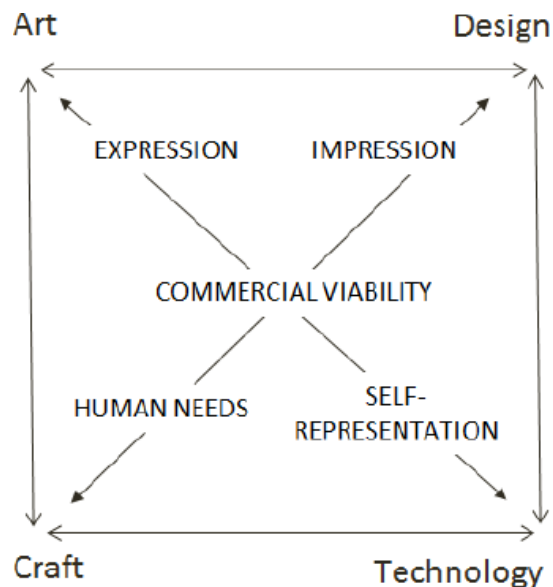 Art
Design
EXPRESSION
IMPRESSION
COMMERCIAL VIABILITY
HUMAN NEEDS
SELF-
REPRESENTATION
Craft
Technology